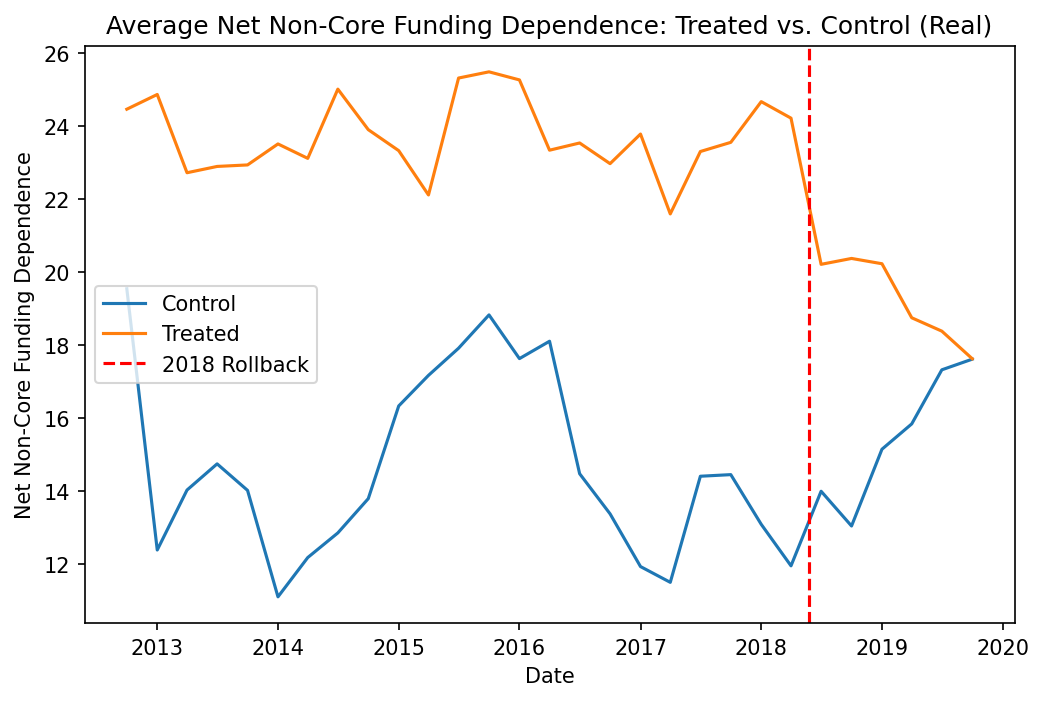 Average Net Non-Core Funding Dependence: Treated vs. Control (Real)
Net Non-Core Funding Dependence
26
24
22
20
18
16
14
12
Control
Treated
2018 Rollback
2013 2014 2015 2016 2017 2018 2019 2020
Date